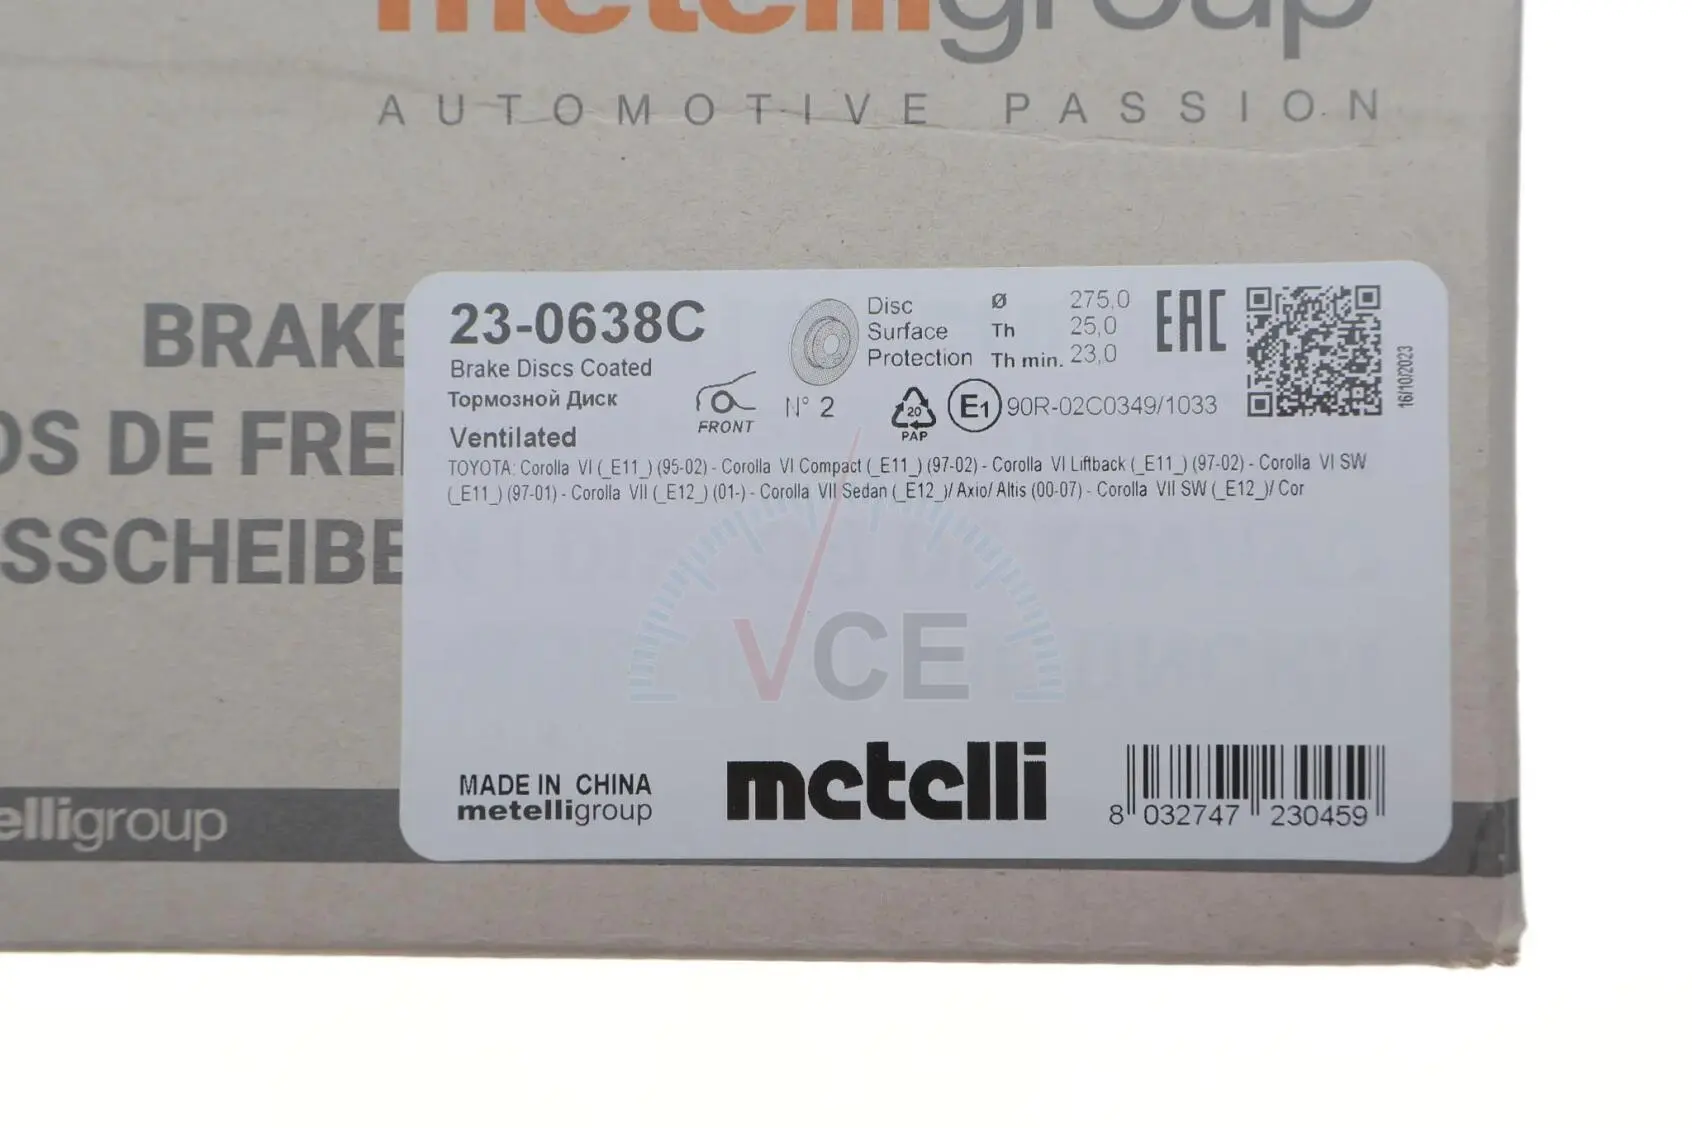 metelligroup
AUTOMOTIVE PASSION
BRAKE
OS DE FRE
SSCHEIBE
elligroup
23-0638C
Brake Discs Coated
Тормозной Диск
Ventilated
FRONT
N° 2
Disc Ø 275,0
Surface Th 25,0
Protection Th min. 23,0
EAC
20
PAP
E1 90R-02C0349/1033
16/10/2023
TOYOTA: Corolla VI (_E11_) (95-02) - Corolla VI Compact (_E11_) (97-02) - Corolla VI Liftback (_E11_) (97-02) - Corolla VI SW
(_E11_) (97-01) - Corolla VII (_E12_) (01-) - Corolla VII Sedan (_E12_)/ Axio/ Altis (00-07) - Corolla VII SW (_E12_)/ Cor
VCE
MADE IN CHINA
metelligroup
metelli
8 032747 230459